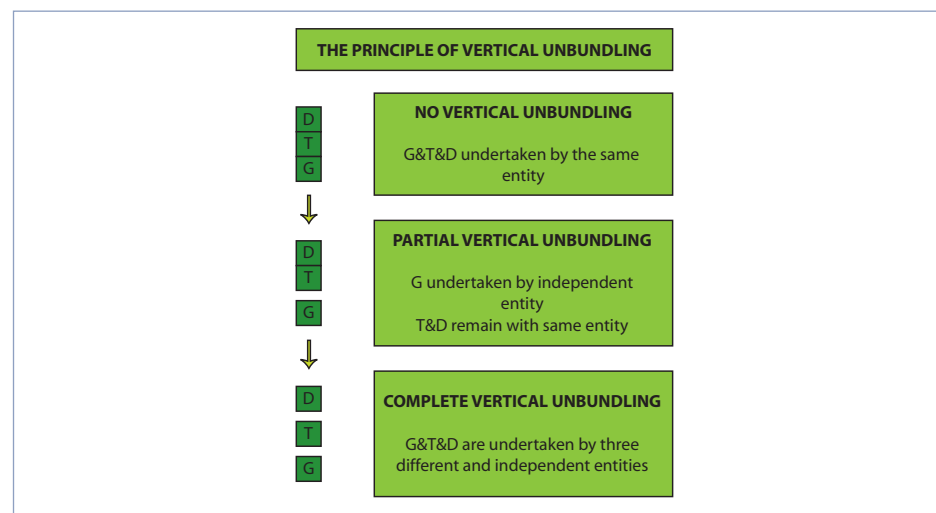 THE PRINCIPLE OF VERTICAL UNBUNDLING
D
T
G
NO VERTICAL UNBUNDLING
G&T&D undertaken by the same
entity
D
T
G
PARTIAL VERTICAL UNBUNDLING
G undertaken by independent
entity
T&D remain with same entity
D
T
G
COMPLETE VERTICAL UNBUNDLING
G&T&D are undertaken by three
different and independent entities